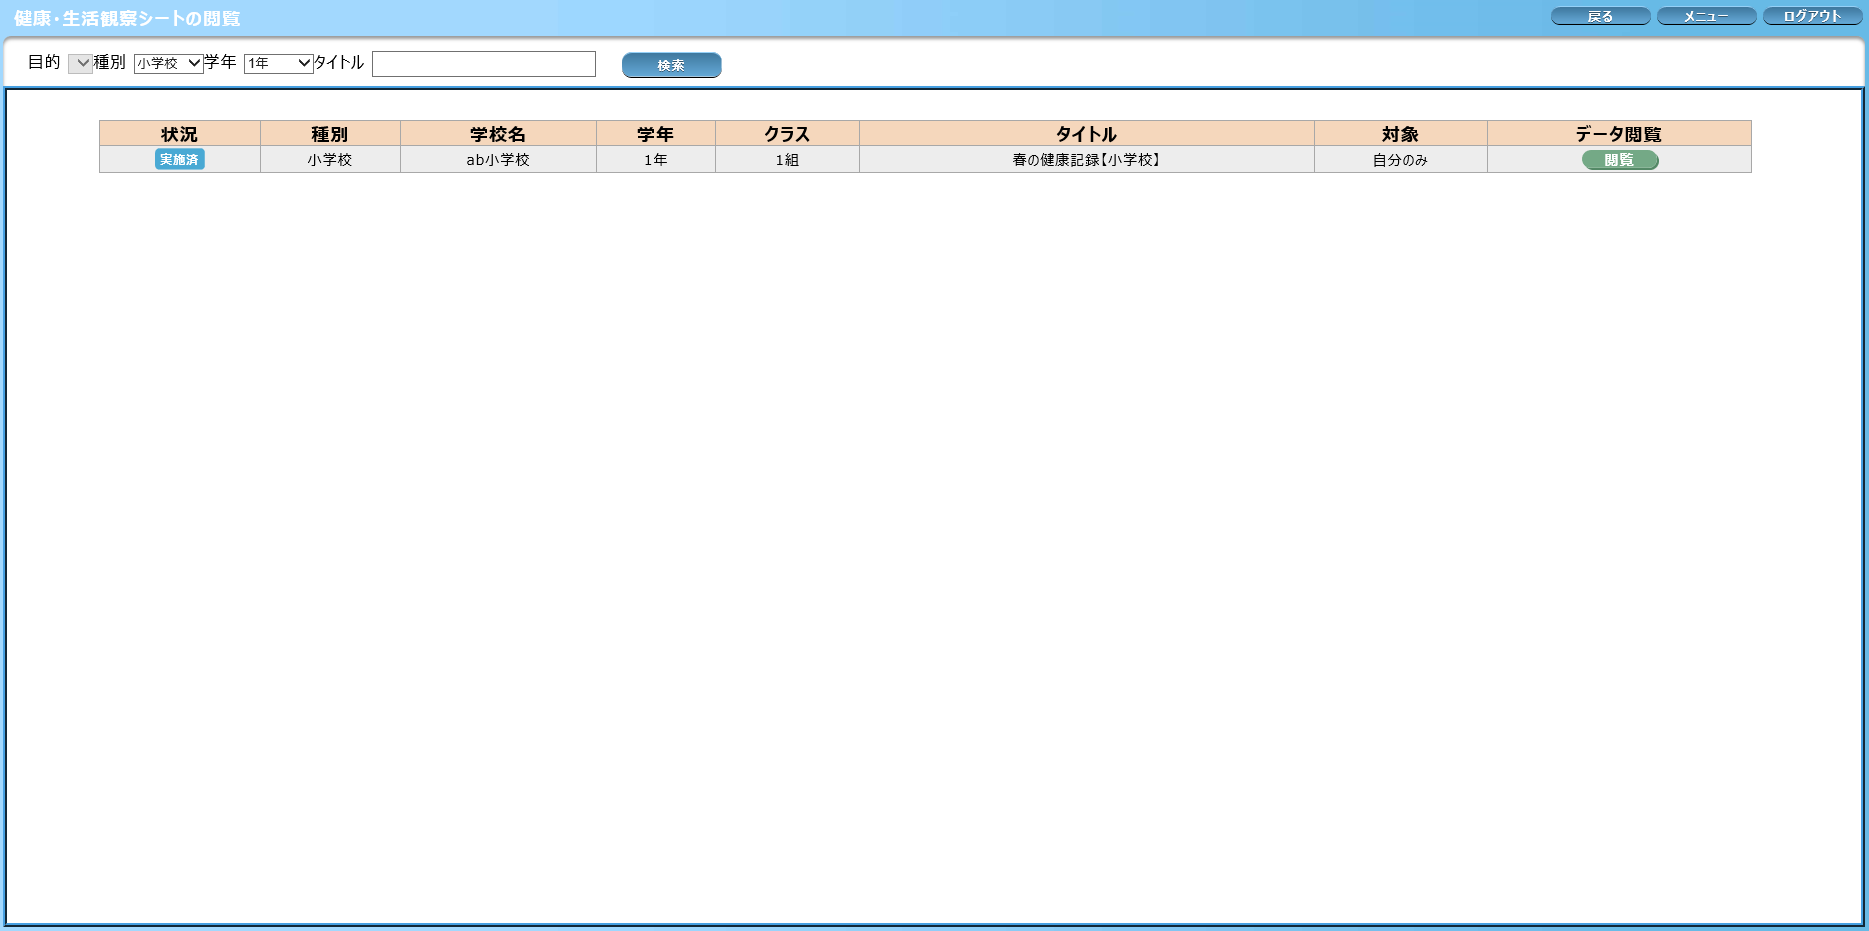 健康・生活観察シートの閲覧 戻る メニュー ログアウト
目的 種別 小学校 学年 1年 タイトル 検索
状況 種別 学校名 学年 クラス タイトル 対象 データ閲覧
実施済 小学校 ab小学校 1年 1組 春の健康記録【小学校】 自分のみ 閲覧